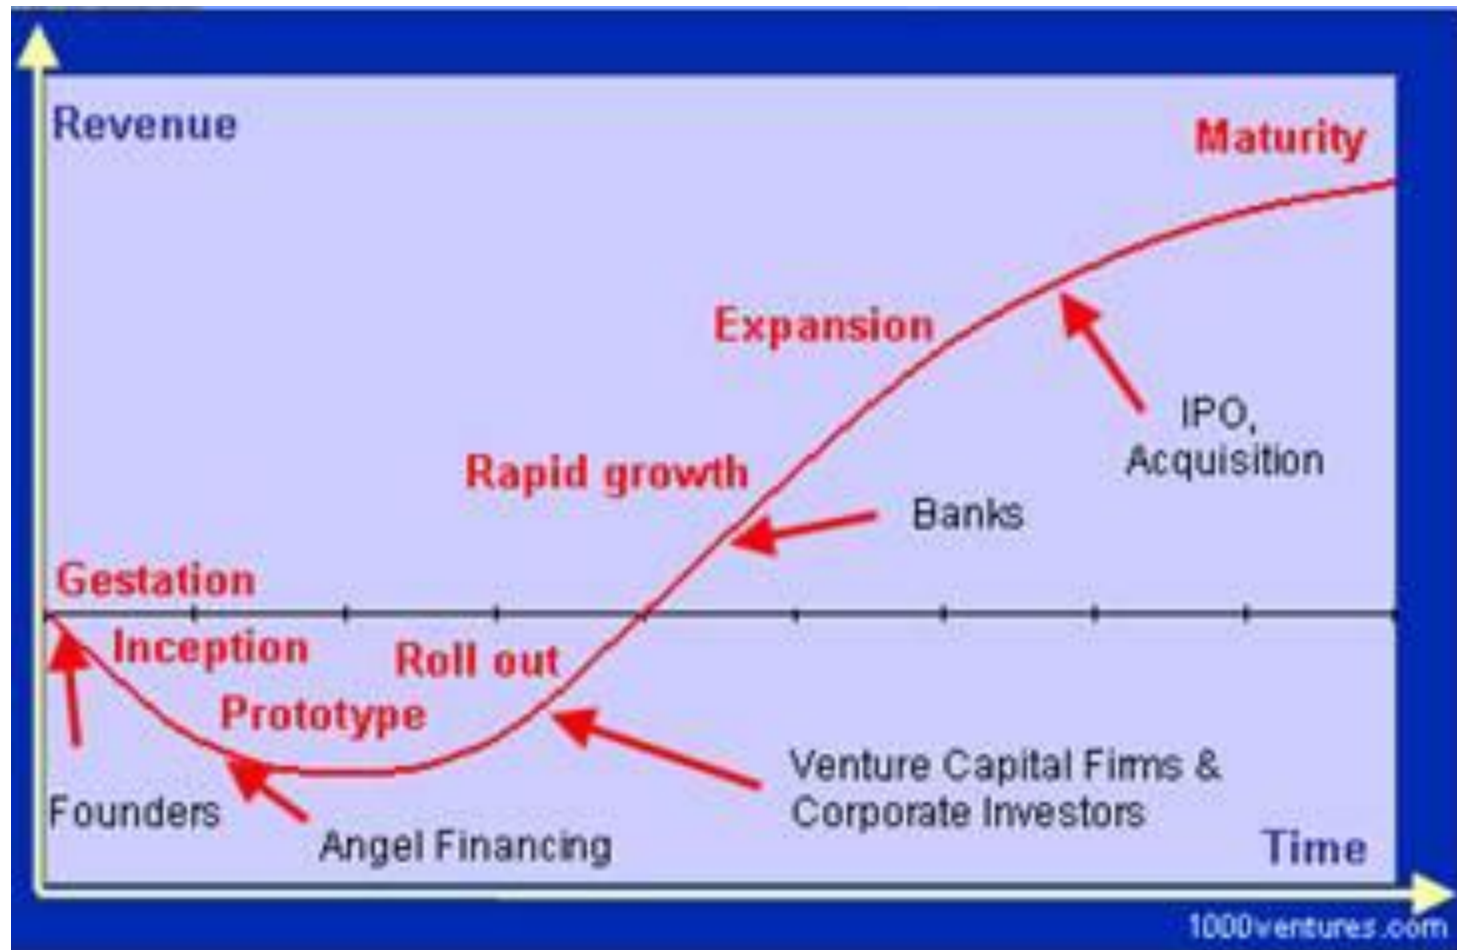 Revenue
Maturity
Expansion
IPO,
Acquisition
Rapid growth
Banks
Gestation
Inception
Roll out
Prototype
Venture Capital Firms &
Corporate Investors
Founders
Angel Financing
Time
1000ventures.com